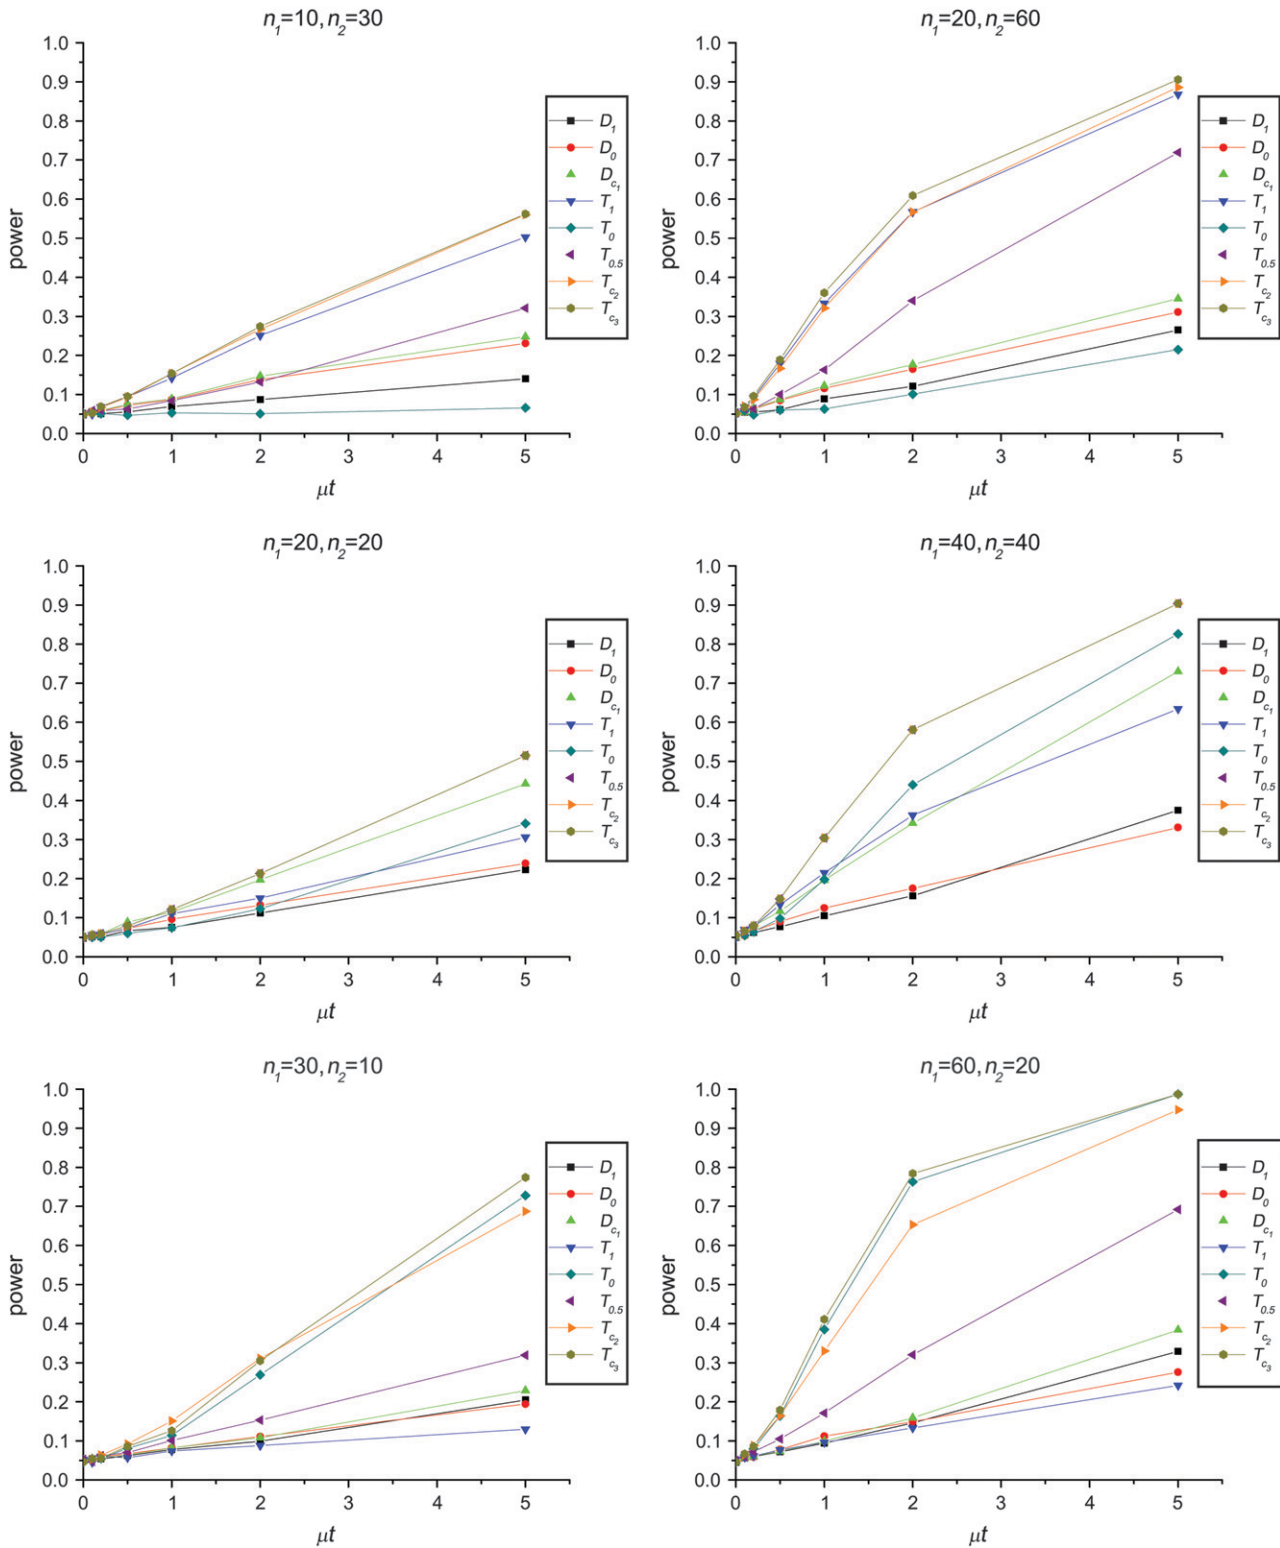 n1=10, n2=30
power
1.0
0.9
0.8
0.7
0.6
0.5
0.4
0.3
0.2
0.1
0.0
0 1 2 3 4 5
μt
D1
D0
Dc1
T1
T0
T0.5
Tc2
Tc3
n1=20, n2=60
power
1.0
0.9
0.8
0.7
0.6
0.5
0.4
0.3
0.2
0.1
0.0
0 1 2 3 4 5
μt
D1
D0
Dc1
T1
T0
T0.5
Tc2
Tc3
n1=20, n2=20
power
1.0
0.9
0.8
0.7
0.6
0.5
0.4
0.3
0.2
0.1
0.0
0 1 2 3 4 5
μt
D1
D0
Dc1
T1
T0
T0.5
Tc2
Tc3
n1=40, n2=40
power
1.0
0.9
0.8
0.7
0.6
0.5
0.4
0.3
0.2
0.1
0.0
0 1 2 3 4 5
μt
D1
D0
Dc1
T1
T0
T0.5
Tc2
Tc3
n1=30, n2=10
power
1.0
0.9
0.8
0.7
0.6
0.5
0.4
0.3
0.2
0.1
0.0
0 1 2 3 4 5
μt
D1
D0
Dc1
T1
T0
T0.5
Tc2
Tc3
n1=60, n2=20
power
1.0
0.9
0.8
0.7
0.6
0.5
0.4
0.3
0.2
0.1
0.0
0 1 2 3 4 5
μt
D1
D0
Dc1
T1
T0
T0.5
Tc2
Tc3